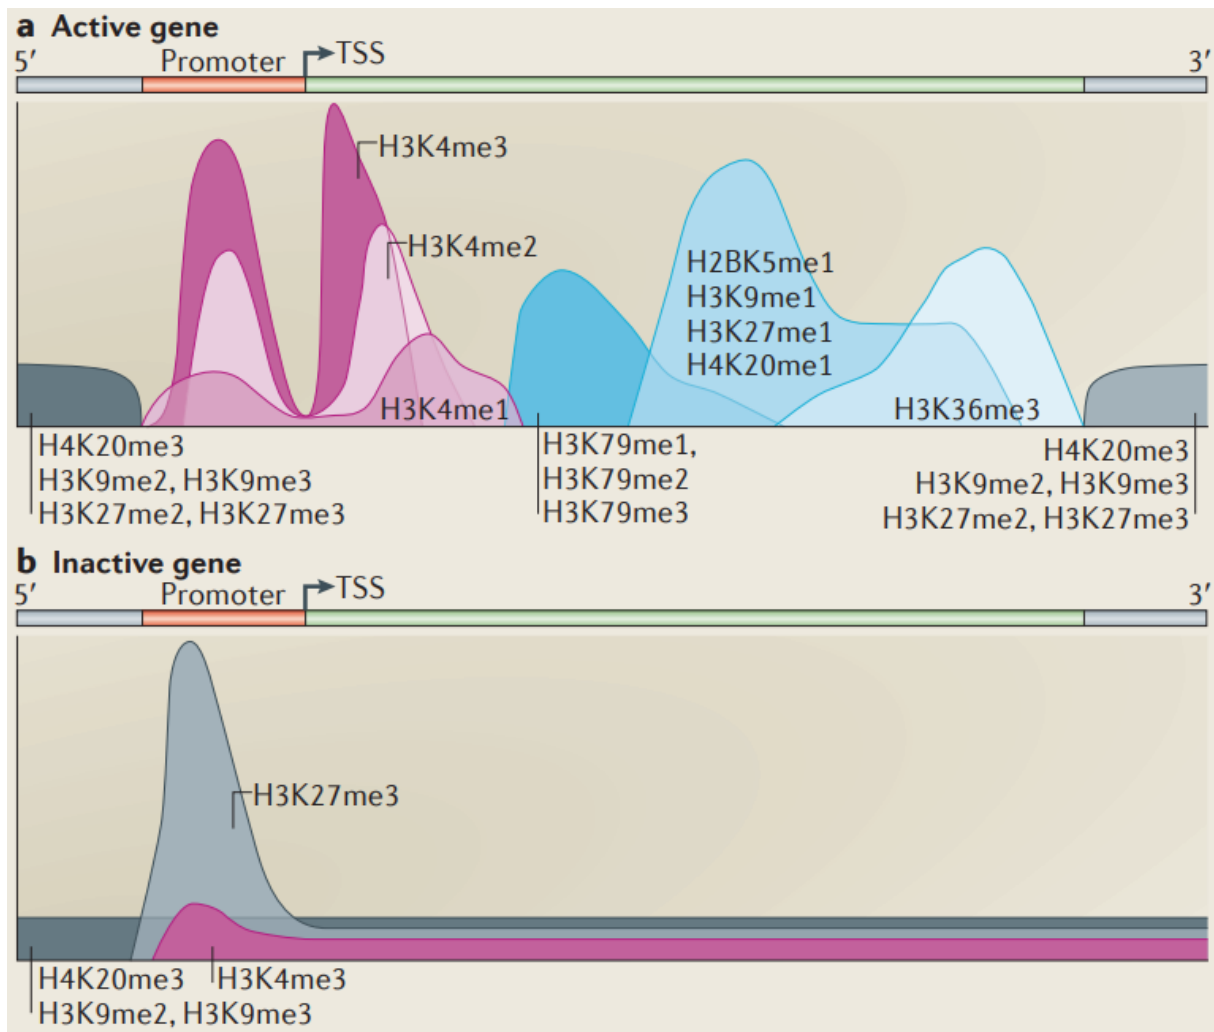 a Active gene
5′ Promoter TSS 3′
H3K4me3
H3K4me2
H2BK5me1
H3K9me1
H3K27me1
H4K20me1
H3K4me1
H3K36me3
H4K20me3
H3K9me2, H3K9me3
H3K27me2, H3K27me3
H3K79me1,
H3K79me2
H3K79me3
H4K20me3
H3K9me2, H3K9me3
H3K27me2, H3K27me3
b Inactive gene
5′ Promoter TSS 3′
H3K27me3
H4K20me3
H3K9me2, H3K9me3
H3K4me3